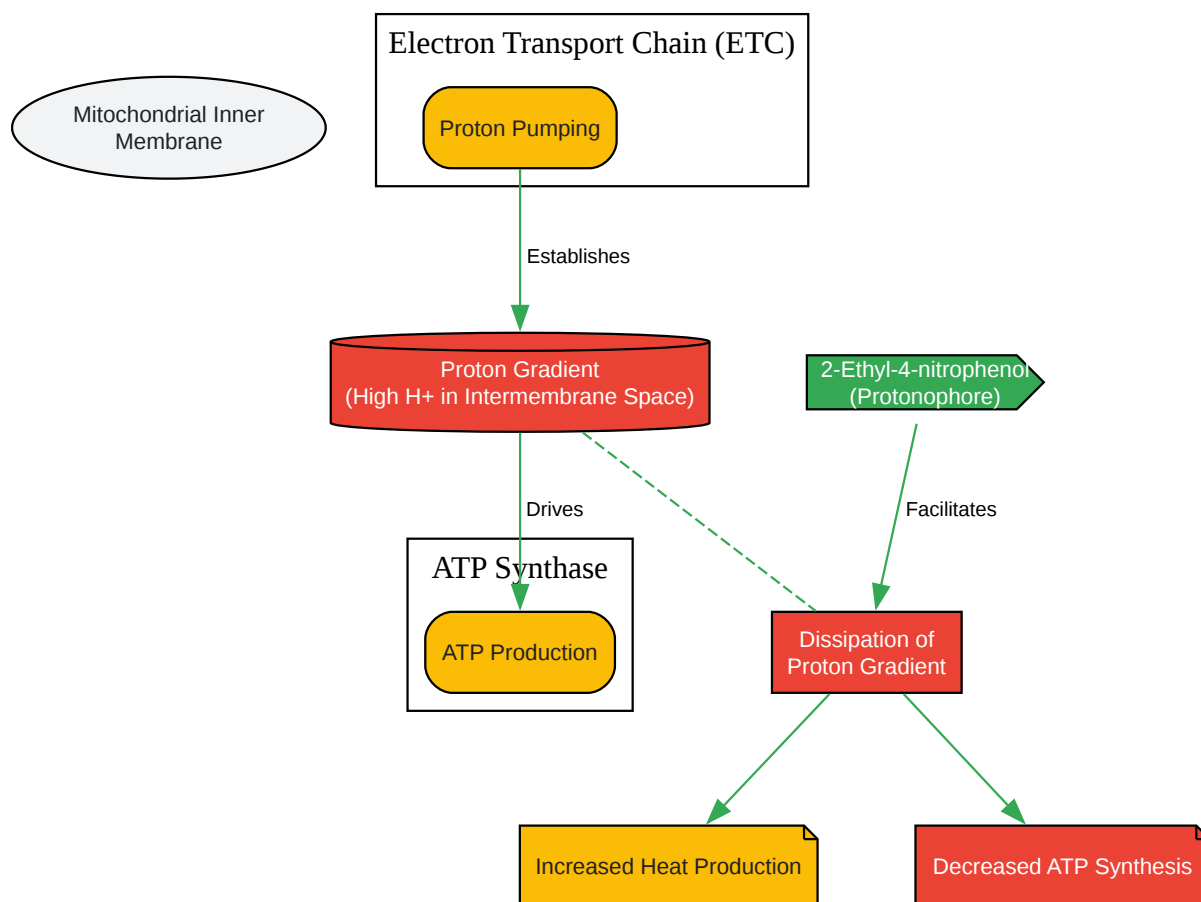 Electron Transport Chain (ETC)
Mitochondrial Inner
Membrane
Proton Pumping
Establishes
Proton Gradient
(High H+ in Intermembrane Space)
2-Ethyl-4-nitrophenol
(Protonophore)
Drives
Facilitates
ATP Synthase
ATP Production
Dissipation of
Proton Gradient
Increased Heat Production
Decreased ATP Synthesis